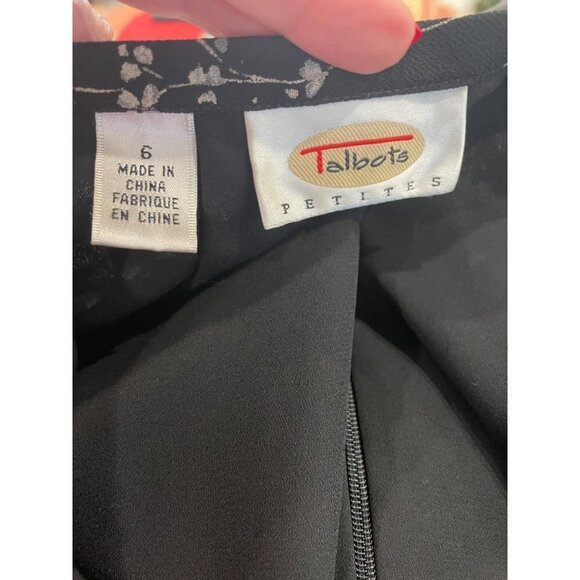 6
MADE IN
CHINA
FABRIQUE
EN CHINE
Talbots
PETITES